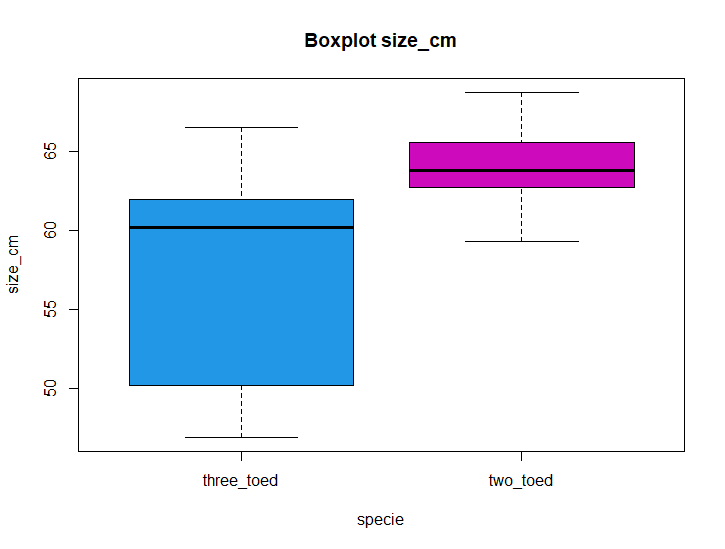 Boxplot size_cm
size_cm
65
60
55
50
three_toed
two_toed
specie